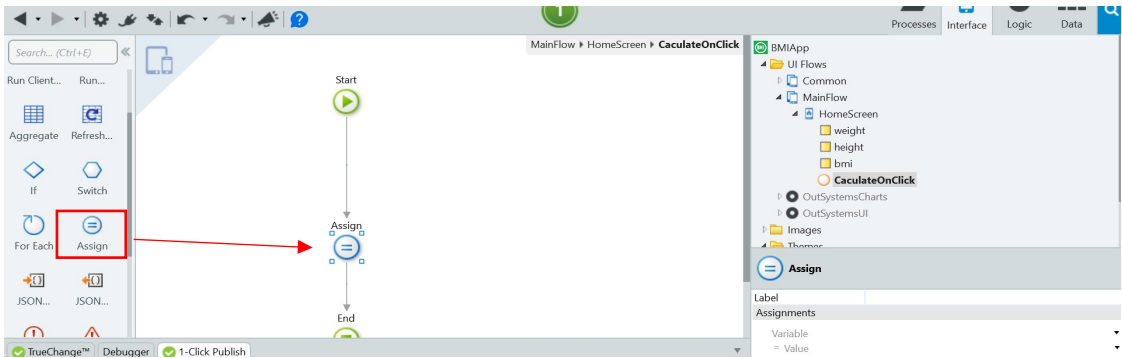 Processes Interface Logic Data
Search... (Ctrl+E)
MainFlow HomeScreen CaculateOnClick
Run Client... Run...
Aggregate Refresh...
If Switch
For Each Assign
JSON... JSON...
Start
Assign
End
BMIApp
UI Flows
Common
MainFlow
HomeScreen
weight
height
bmi
CaculateOnClick
OutSystemsCharts
OutSystemsUI
Images
Themes
Assign
Label
Assignments
Variable
= Value
TrueChange™ Debugger 1-Click Publish